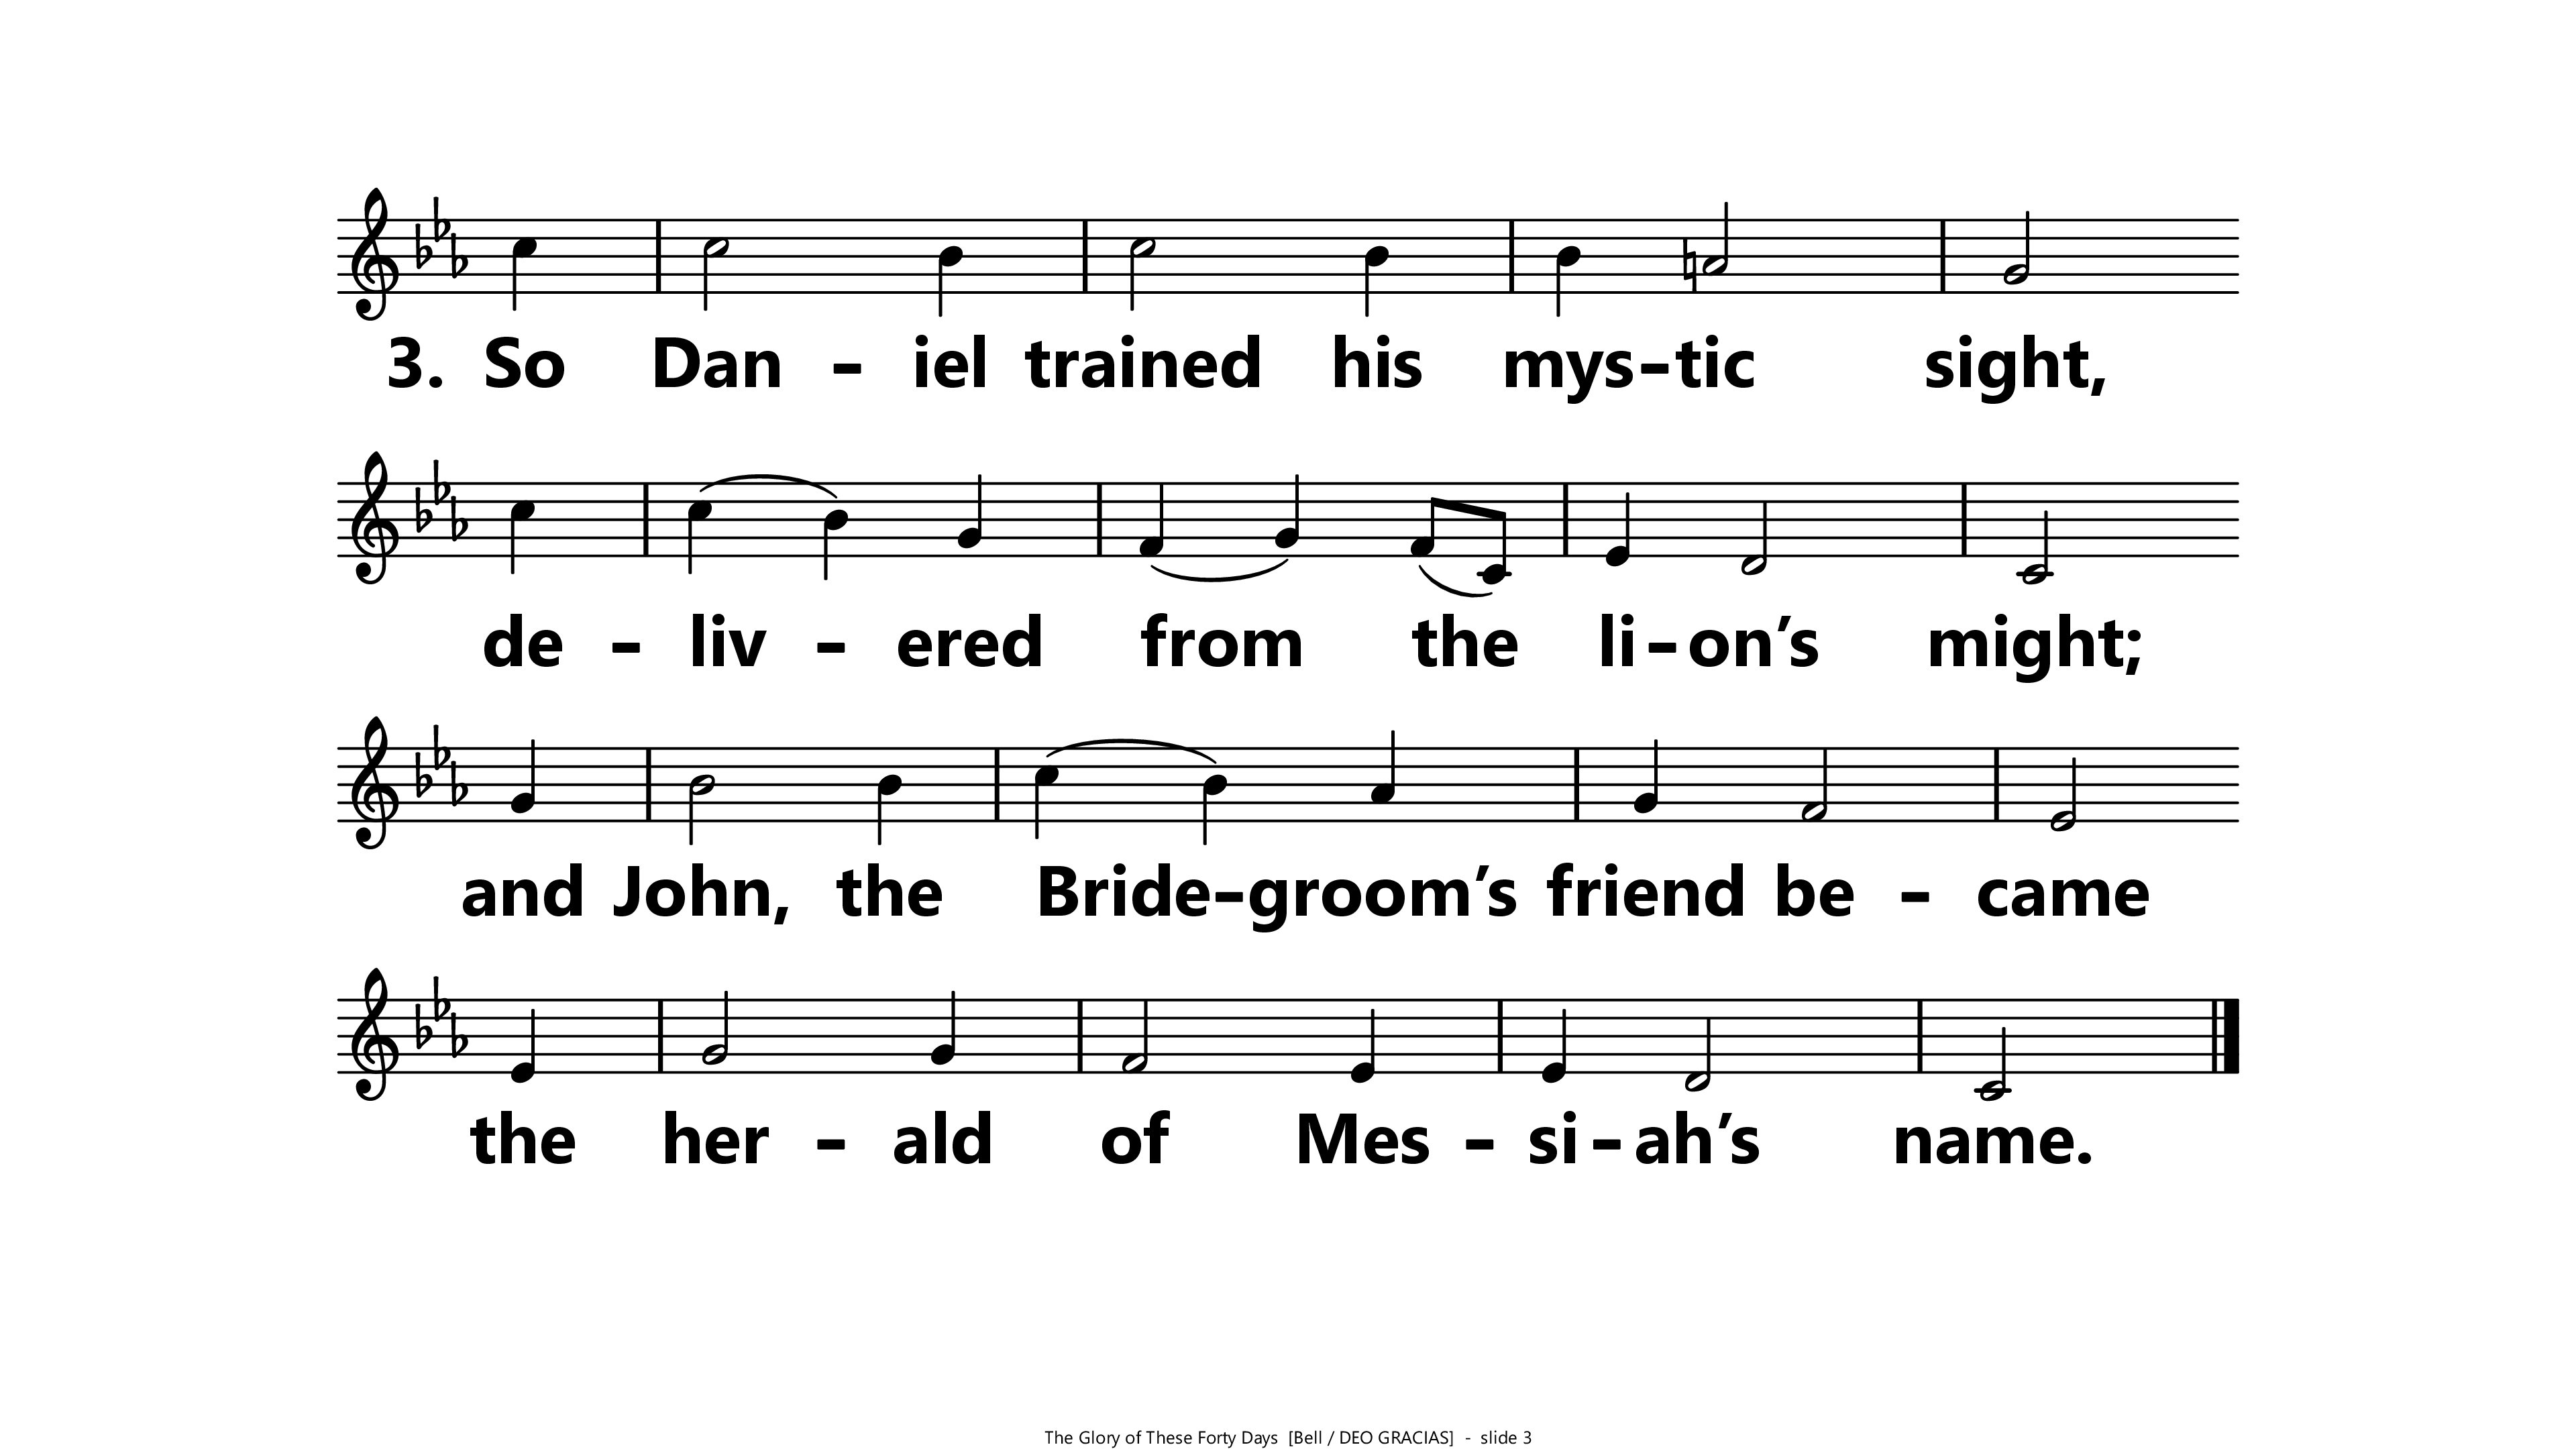 3. So Dan - iel trained his mys-tic sight,
de - liv - ered from the li-on’s might;
and John, the Bride-groom’s friend be - came
the her - ald of Mes - si-ah’s name.
The Glory of These Forty Days [Bell / DEO GRACIAS] - slide 3